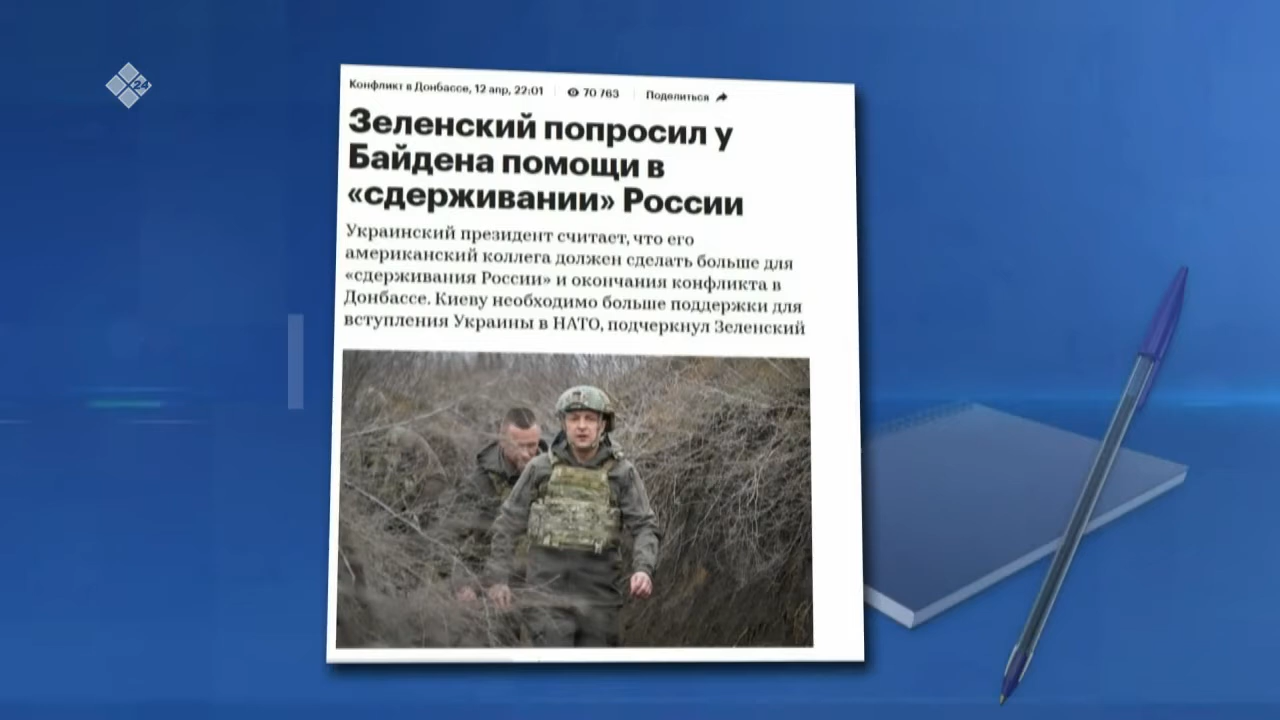 X24
Конфликт в Донбассе, 12 апр, 22:01 70 763 Поделиться
Зеленский попросил у
Байдена помощи в
«сдерживании» России
Украинский президент считает, что его
американский коллега должен сделать больше для
«сдерживания России» и окончания конфликта в
Донбассе. Киеву необходимо больше поддержки для
вступления Украины в НАТО, подчеркнул Зеленский